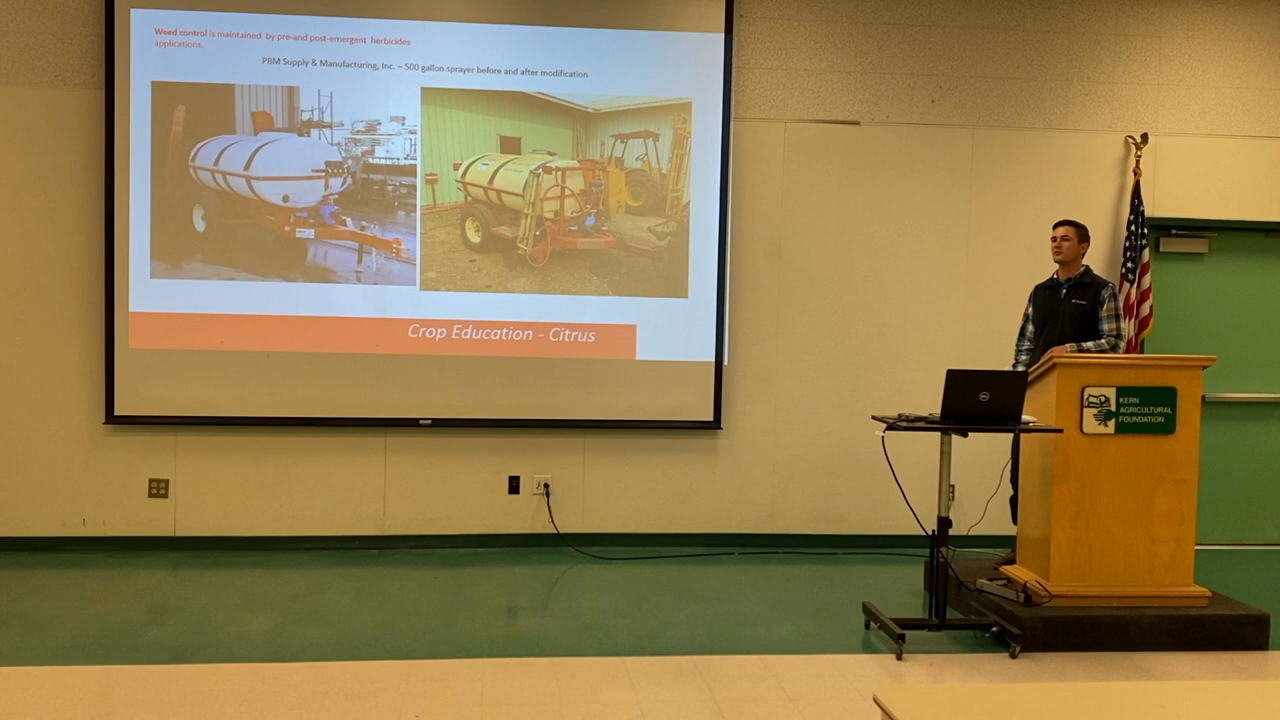 Weed control is maintained by pre-and post-emergent herbicides
applications.
PBM Supply & Manufacturing, Inc. – 500 gallon sprayer before and after modification
Crop Education - Citrus
DELL
KERN
AGRICULTURAL
FOUNDATION